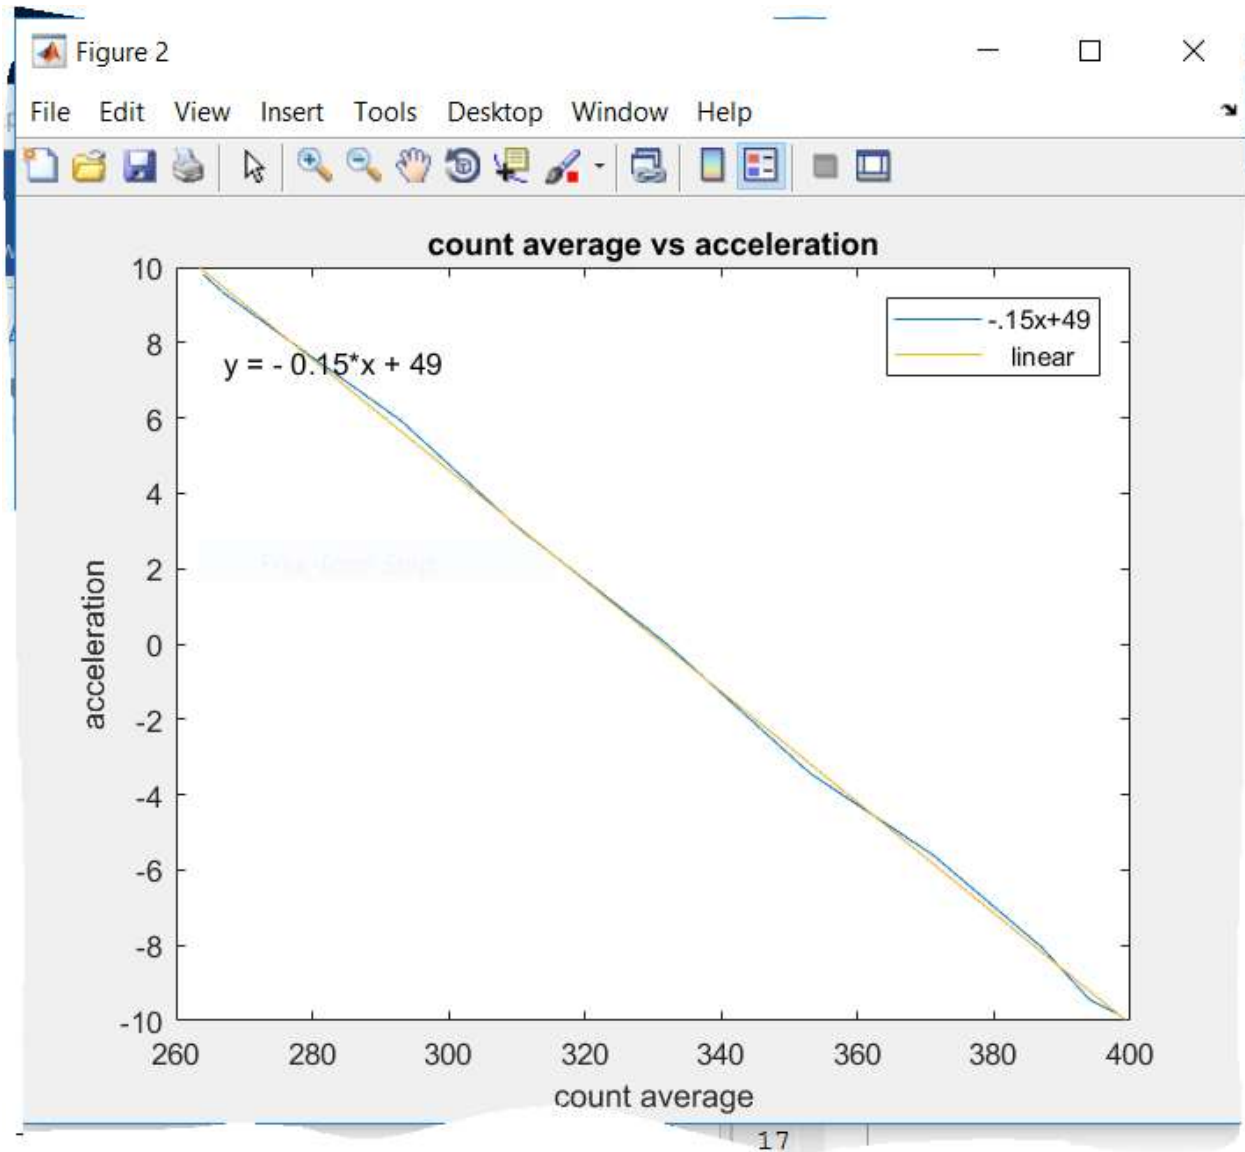 Figure 2
File Edit View Insert Tools Desktop Window Help
count average vs acceleration
10
8
6
4
2
0
-2
-4
-6
-8
-10
y = - 0.15*x + 49
-.15x+49
linear
acceleration
260 280 300 320 340 360 380 400
count average
17